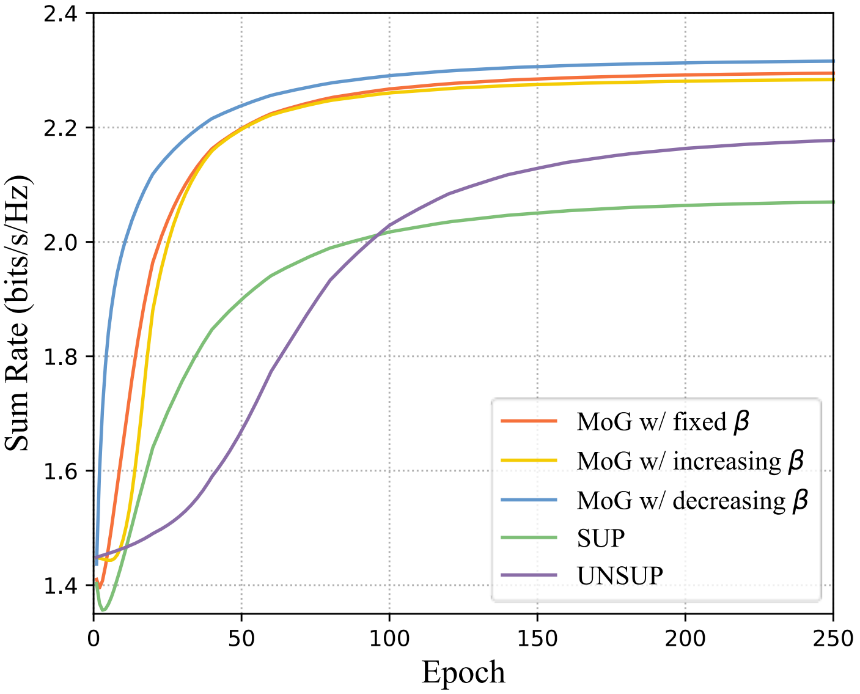 2.4
2.2
2.0
1.8
1.6
1.4
Sum Rate (bits/s/Hz)
MoG w/ fixed β
MoG w/ increasing β
MoG w/ decreasing β
SUP
UNSUP
0 50 100 150 200 250
Epoch